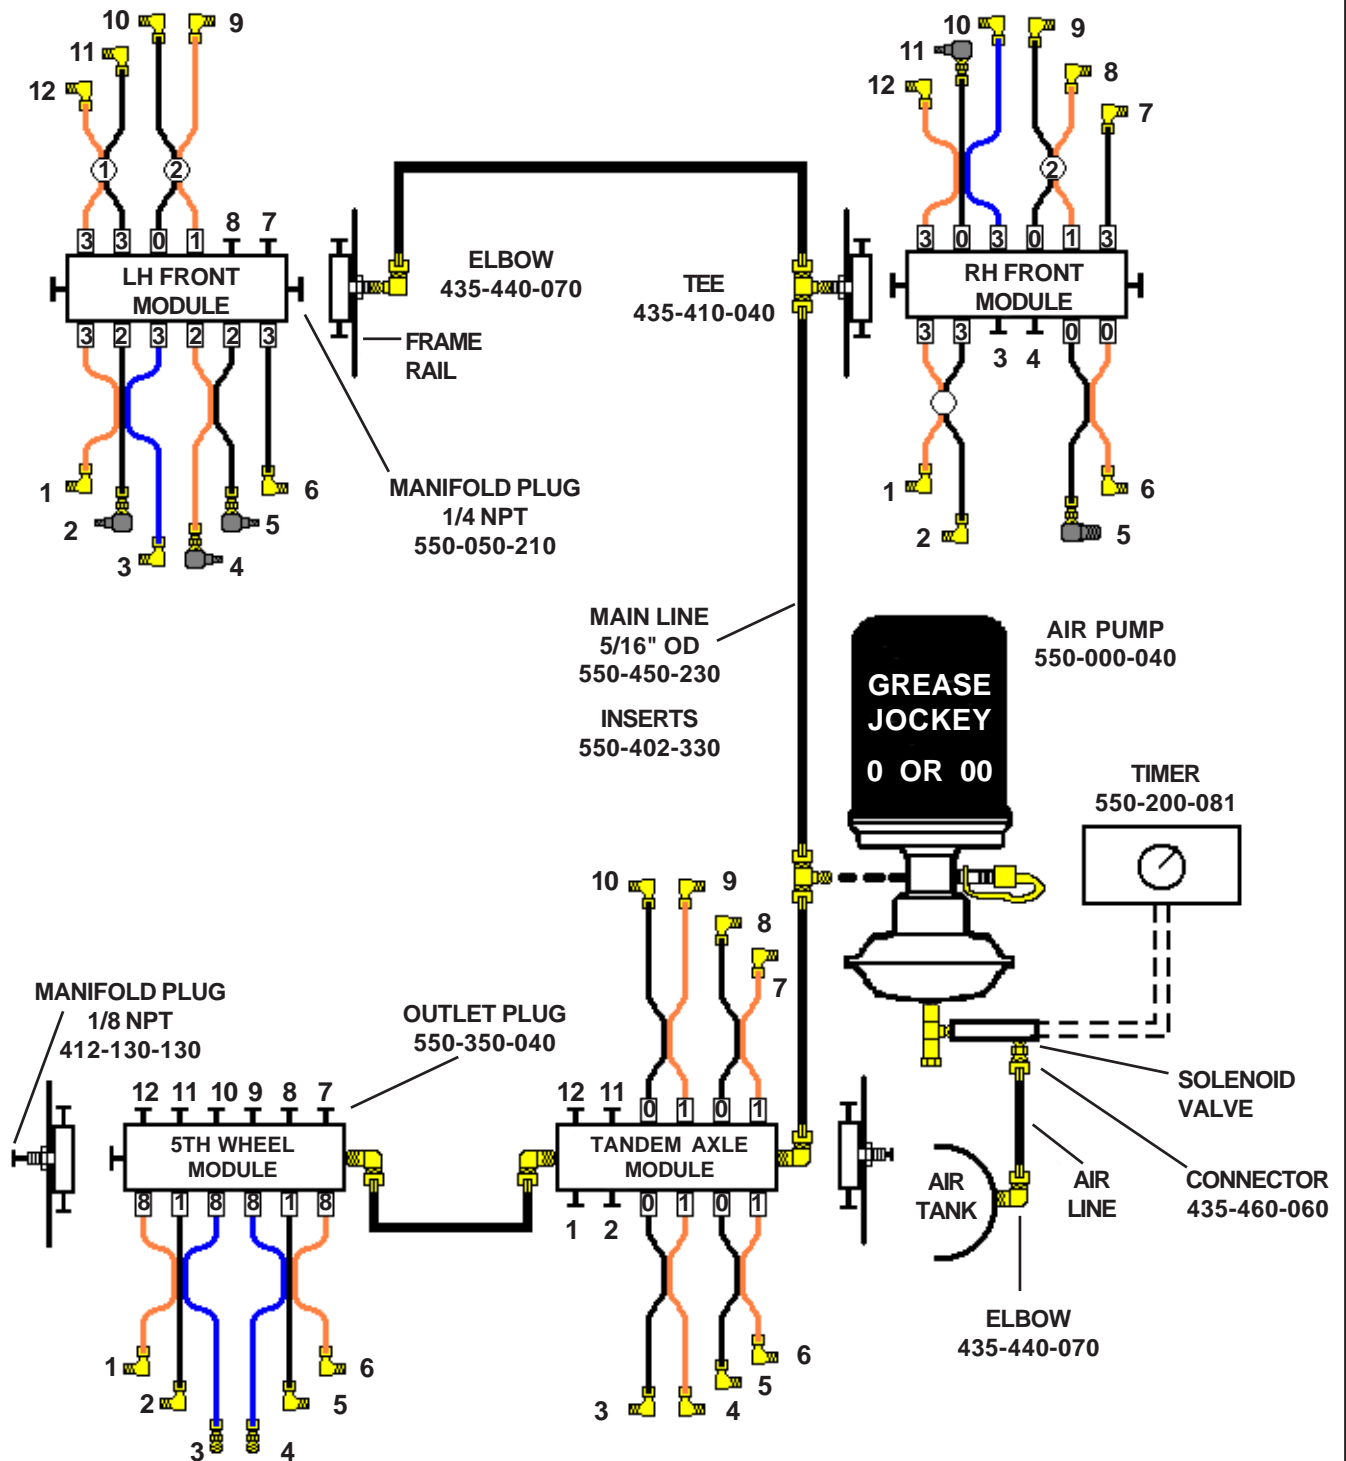 10 9
11
12
1 2
3 3 0 1 8 7
LH FRONT
MODULE
3 2 3 2 2 3
1 2 3 4 5 6
ELBOW
435-440-070
FRAME
RAIL
MANIFOLD PLUG
1/4 NPT
550-050-210
TEE
435-410-040
10 9
11 8
12 7
2
3 0 3 0 1 3
RH FRONT
MODULE
3 3 3 4 0 0
1 2 5 6
MAIN LINE
5/16" OD
550-450-230
INSERTS
550-402-330
AIR PUMP
550-000-040
GREASE
JOCKEY
0 OR 00
TIMER
550-200-081
10 9
8
7
MANIFOLD PLUG
1/8 NPT
412-130-130
OUTLET PLUG
550-350-040
12 11 10 9 8 7
5TH WHEEL
MODULE
8 1 8 8 1 8
1 2 3 4 5 6
12 11 0 1 0 1
TANDEM AXLE
MODULE
1 2 0 1 0 1
3 4 5 6
SOLENOID
VALVE
CONNECTOR
435-460-060
AIR
TANK
AIR
LINE
ELBOW
435-440-070